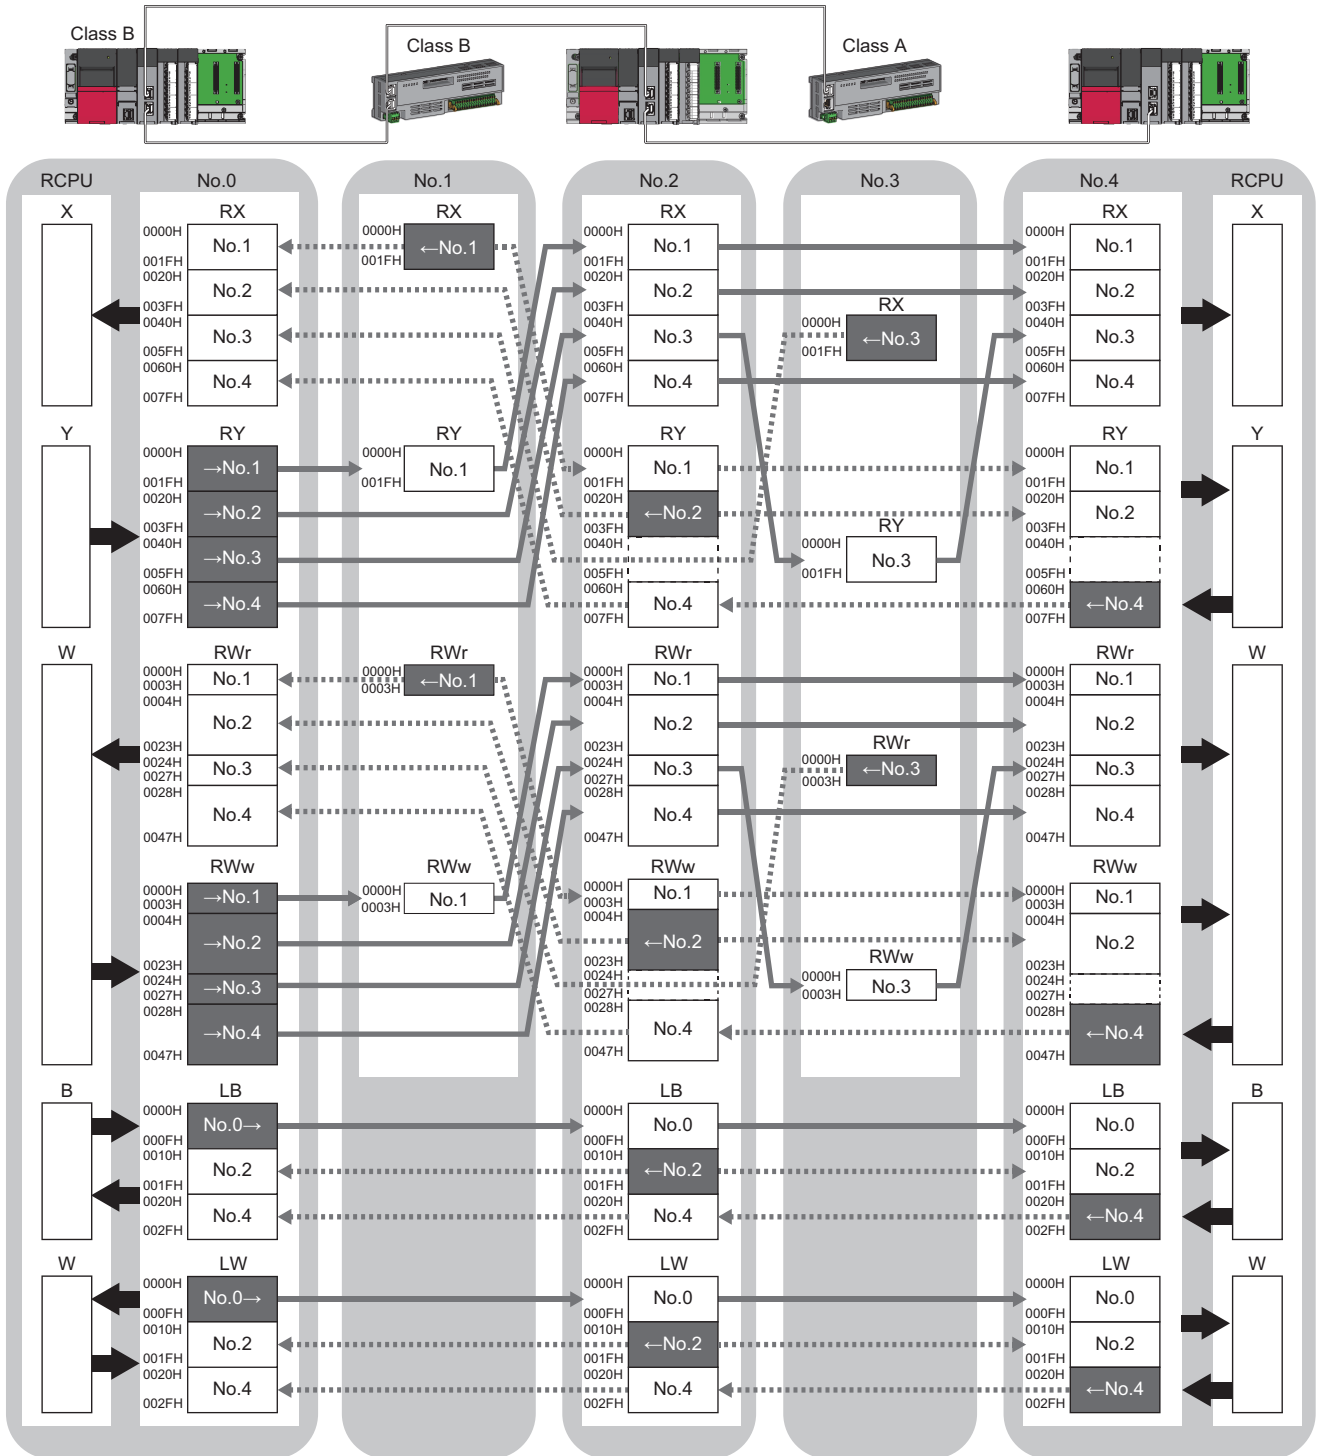 Class B
Class B
Class A
RCPU No.0 No.1 No.2 No.3 No.4 RCPU
X RX RX RX RX X
0000H No.1 0000H ←No.1 0000H No.1 0000H No.1
001FH 001FH 001FH 001FH
0020H No.2 0020H No.2 0020H No.2
003FH 003FH RX 003FH
0040H No.3 0040H No.3 0000H ←No.3 0040H No.3
005FH 005FH 001FH 005FH
0060H No.4 0060H No.4 0060H No.4
007FH 007FH 007FH
Y RY RY RY RY Y
0000H →No.1 0000H No.1 0000H No.1 0000H No.1
001FH 001FH 001FH 001FH
0020H →No.2 0020H ←No.2 0020H No.2
003FH 003FH RY 003FH
0040H →No.3 0040H 0000H No.3 0040H
005FH 005FH 001FH 005FH
0060H →No.4 0060H No.4 0060H ←No.4
007FH 007FH 007FH
W RWr RWr RWr RWr W
0000H No.1 0000H ←No.1 0000H No.1 0000H No.1
0003H 0003H 0003H 0003H
0004H No.2 0004H No.2 0004H No.2
0023H 0023H RWr 0023H
0024H No.3 0024H No.3 0000H ←No.3 0024H No.3
0027H 0027H 0003H 0027H
0028H No.4 0028H No.4 0028H No.4
0047H 0047H 0047H
RWw RWw RWw RWw
0000H →No.1 0000H No.1 0000H No.1 0000H No.1
0003H 0003H 0003H 0003H
0004H →No.2 0004H ←No.2 0004H No.2
0023H 0023H RWw 0023H
0024H →No.3 0024H 0000H No.3 0024H
0027H 0027H 0003H 0027H
0028H →No.4 0028H No.4 0028H ←No.4
0047H 0047H 0047H
B LB LB LB B
0000H No.0→ 0000H No.0 0000H No.0
000FH 000FH 000FH
0010H No.2 0010H ←No.2 0010H No.2
001FH 001FH 001FH
0020H No.4 0020H No.4 0020H ←No.4
002FH 002FH 002FH
W LW LW LW W
0000H No.0→ 0000H No.0 0000H No.0
000FH 000FH 000FH
0010H No.2 0010H ←No.2 0010H No.2
001FH 001FH 001FH
0020H No.4 0020H No.4 0020H ←No.4
002FH 002FH 002FH